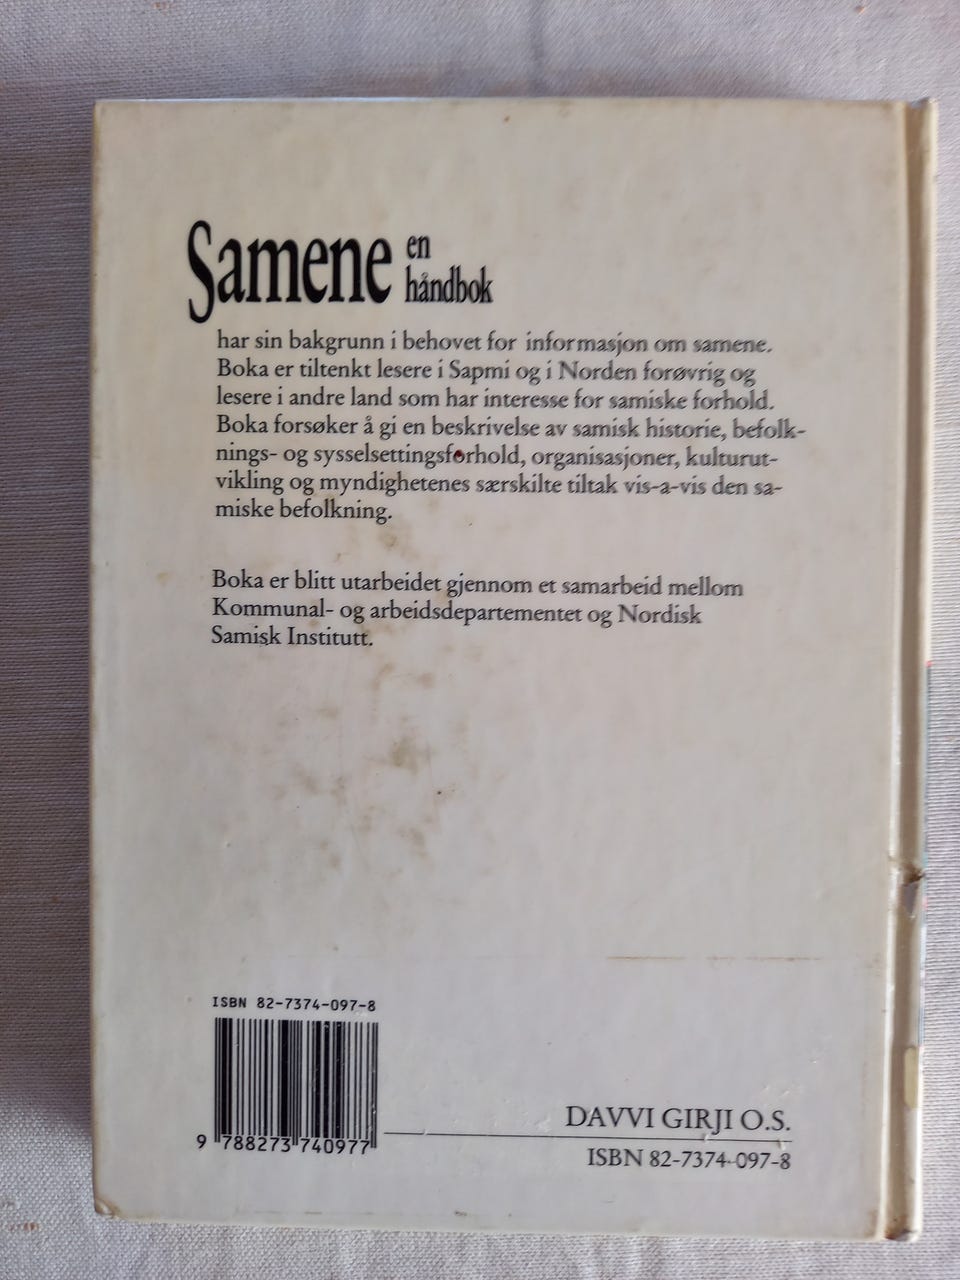 Samene en håndbok
har sin bakgrunn i behovet for informasjon om samene.
Boka er tiltenkt lesere i Sapmi og i Norden forøvrig og
lesere i andre land som har interesse for samiske forhold.
Boka forsøker å gi en beskrivelse av samisk historie, befolk-
nings- og sysselsettingsforhold, organisasjoner, kulturut-
vikling og myndighetenes særskilte tiltak vis-a-vis den sa-
miske befolkning.
Boka er blitt utarbeidet gjennom et samarbeid mellom
Kommunal- og arbeidsdepartementet og Nordisk
Samisk Institutt.
ISBN 82-7374-097-8
9 788273 740977
DAVVI GIRJI O.S.
ISBN 82-7374-097-8